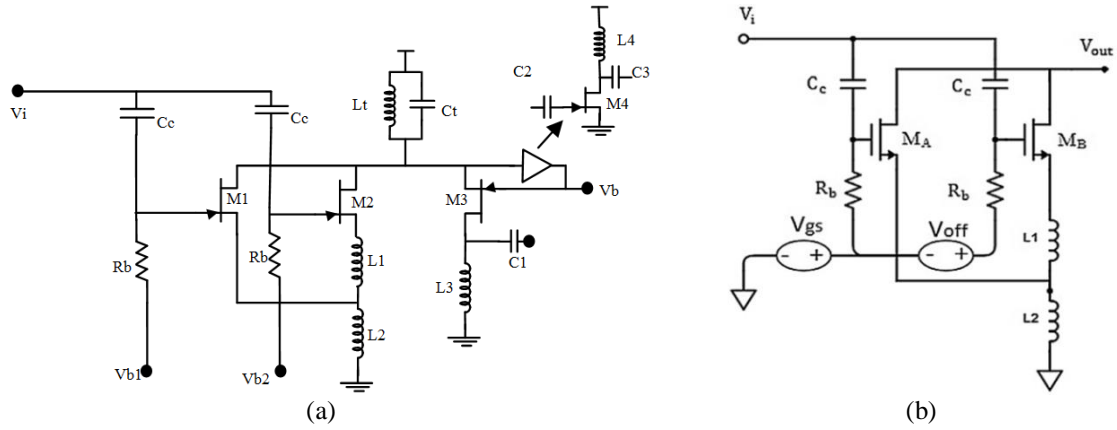 L4
C2
C3
M4
Lt
Ct
Vi
Cc
Cc
M1
M2
M3
Vb
Rb
Rb
L1
C1
L3
L2
Vb1
Vb2
(a)
Vi
Vout
Cc
Cc
MA
MB
Rb
Rb
Vgs
Voff
L1
- +
- +
L2
(b)